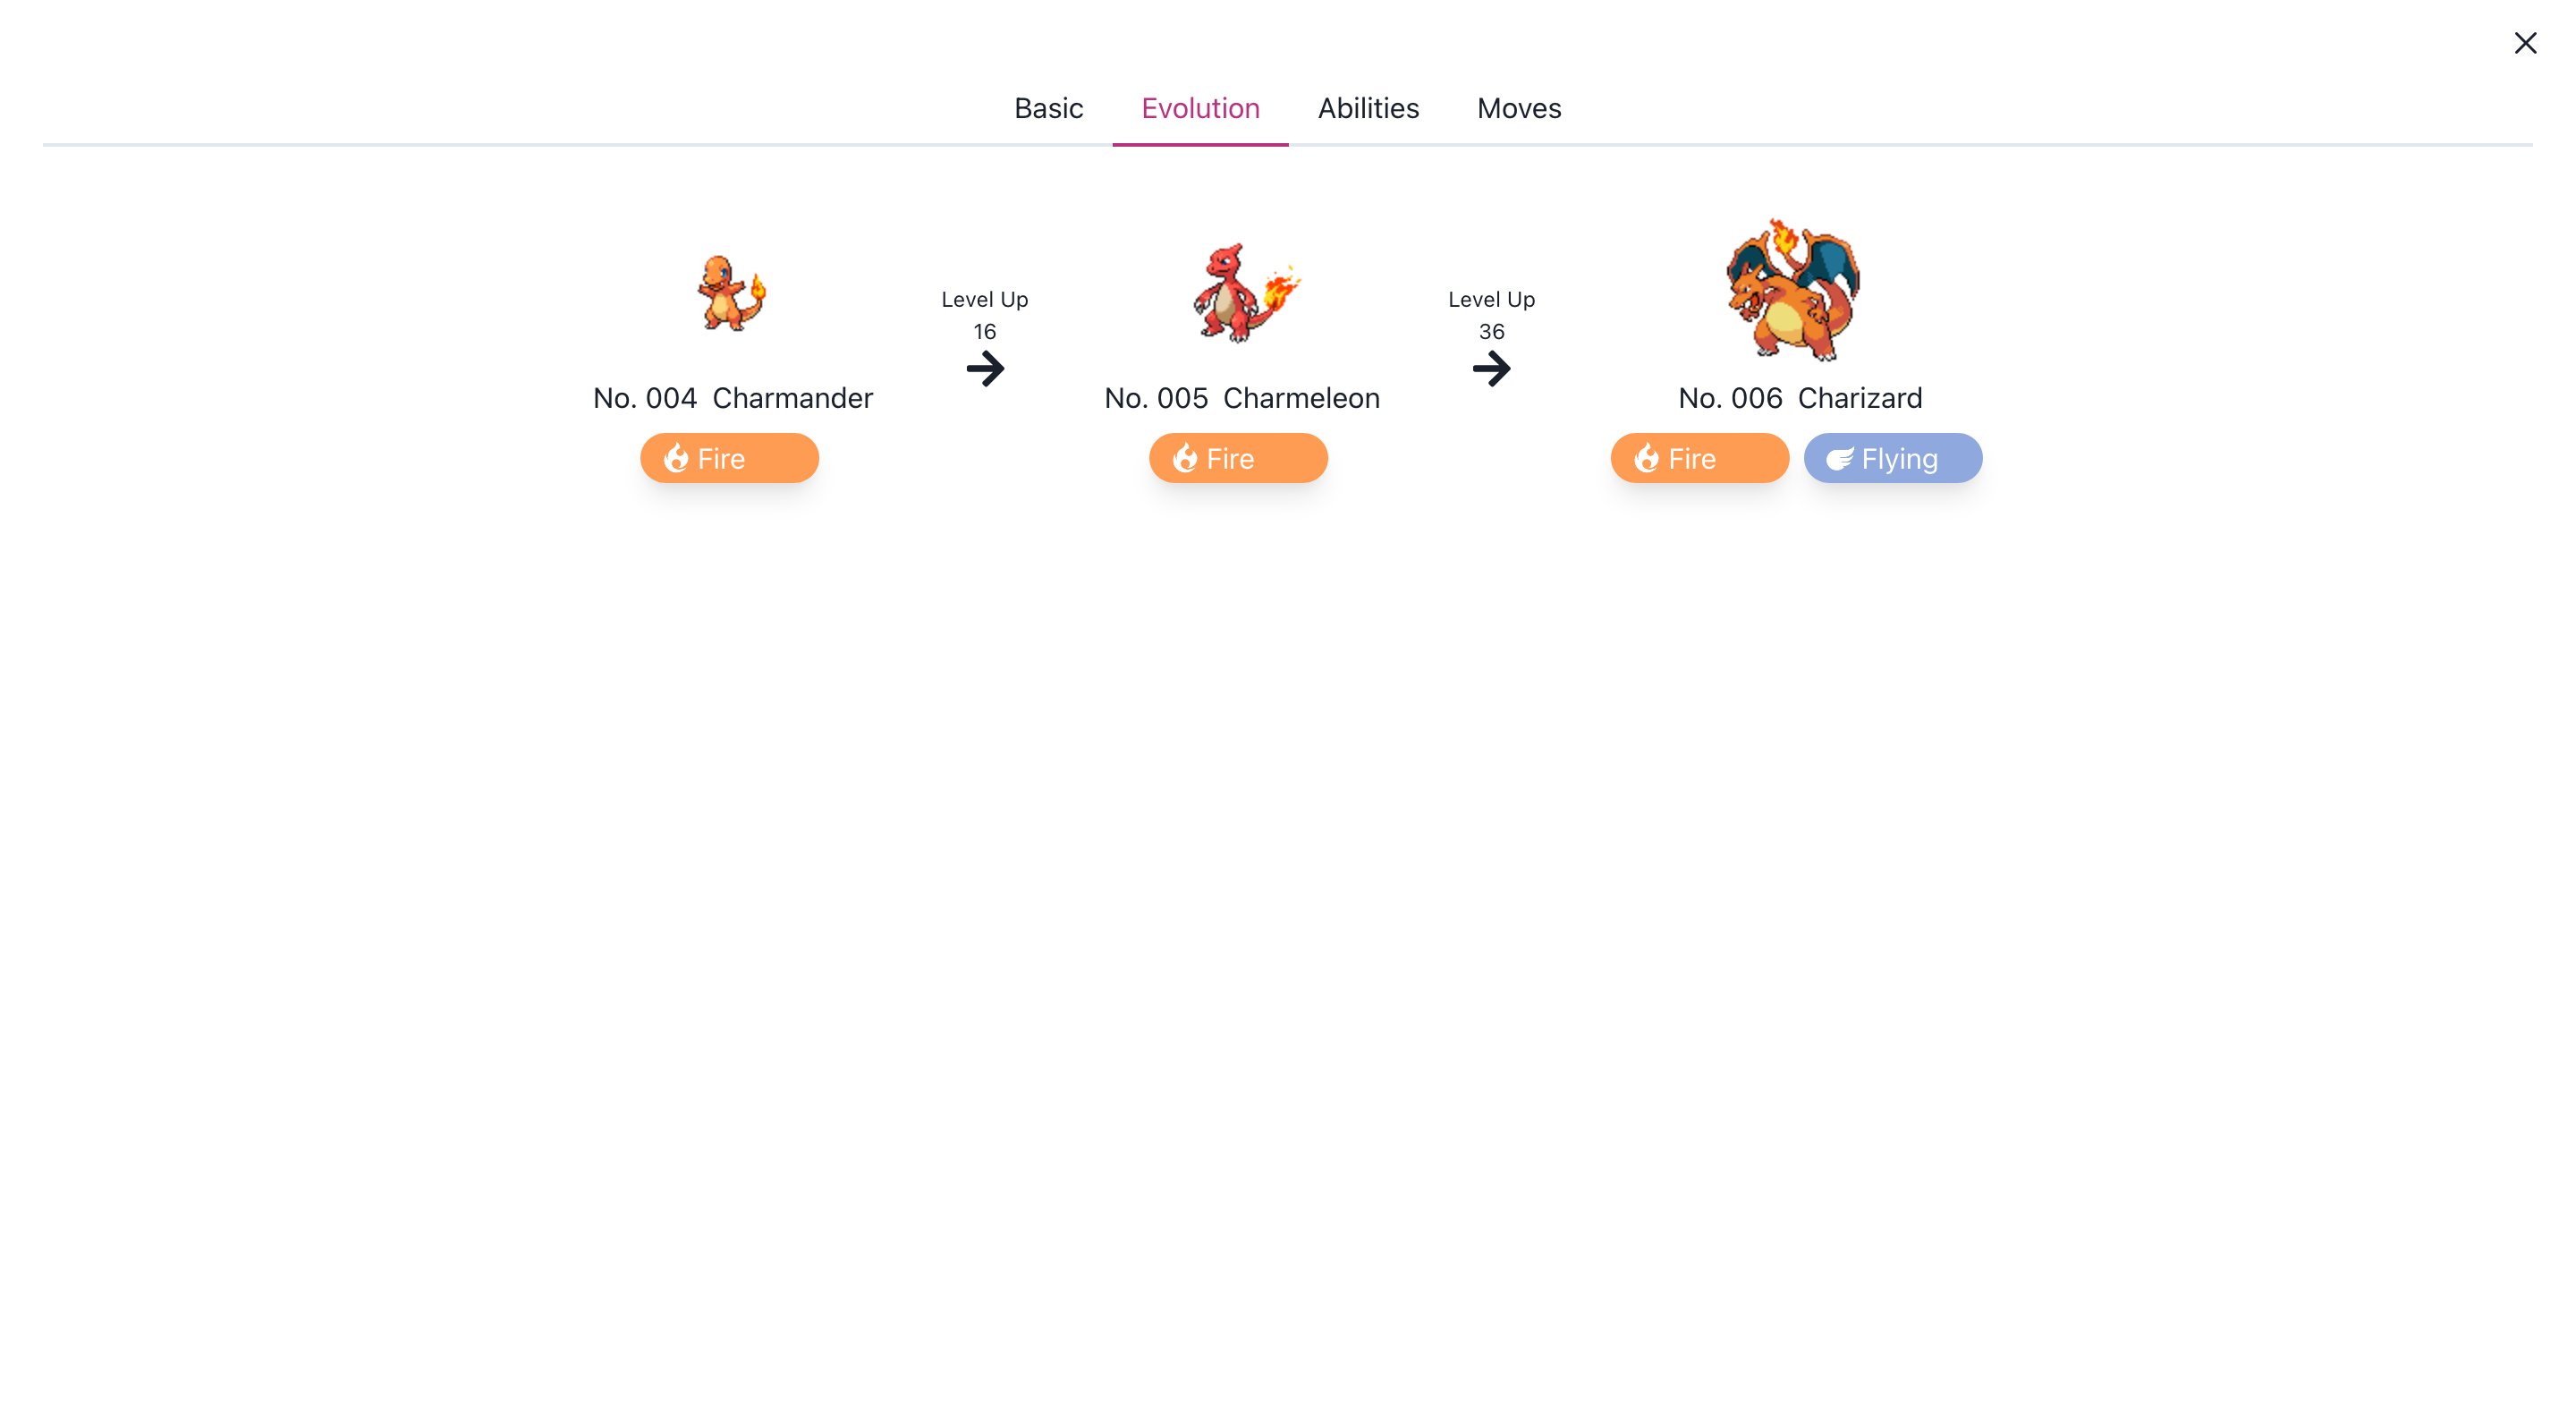 Basic Evolution Abilities Moves
Level Up
16
Level Up
36
No. 004 Charmander
No. 005 Charmeleon
No. 006 Charizard
Fire
Fire
Fire
Flying